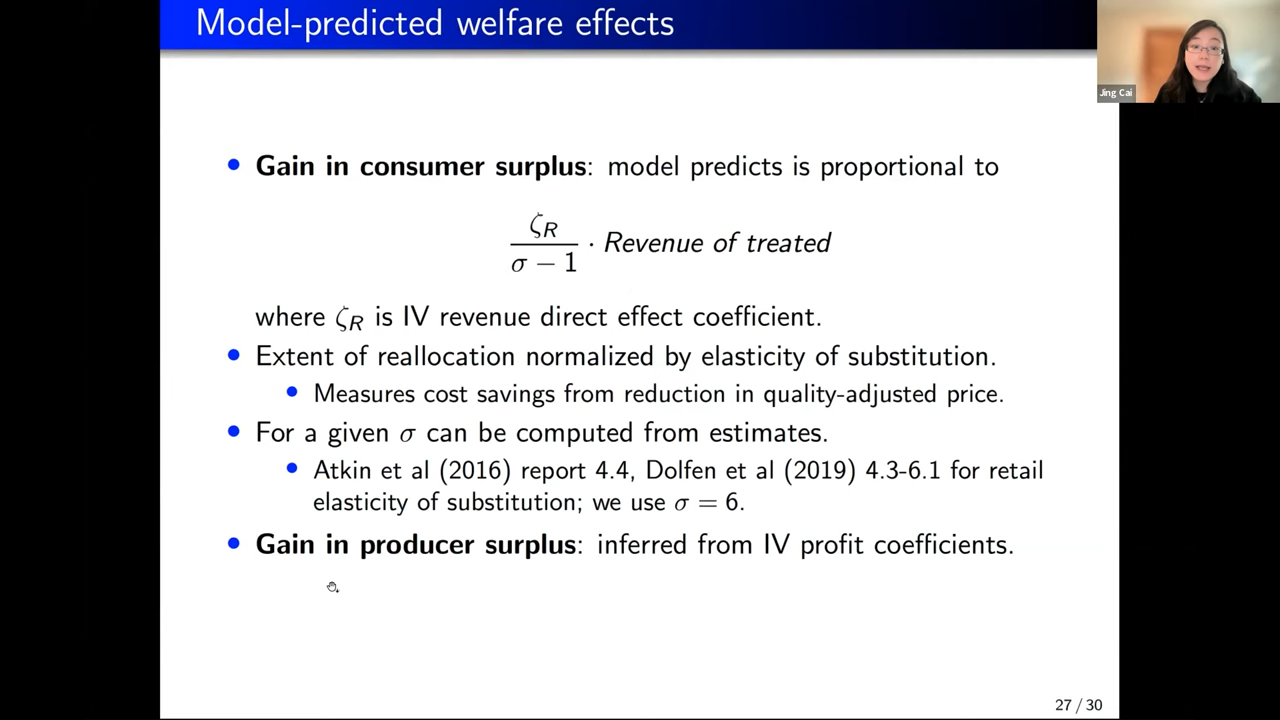 Model-predicted welfare effects
Jing Cai
• Gain in consumer surplus: model predicts is proportional to
ζR / σ − 1 · Revenue of treated
where ζR is IV revenue direct effect coefficient.
• Extent of reallocation normalized by elasticity of substitution.
• Measures cost savings from reduction in quality-adjusted price.
• For a given σ can be computed from estimates.
• Atkin et al (2016) report 4.4, Dolfen et al (2019) 4.3-6.1 for retail
elasticity of substitution; we use σ = 6.
• Gain in producer surplus: inferred from IV profit coefficients.
27 / 30